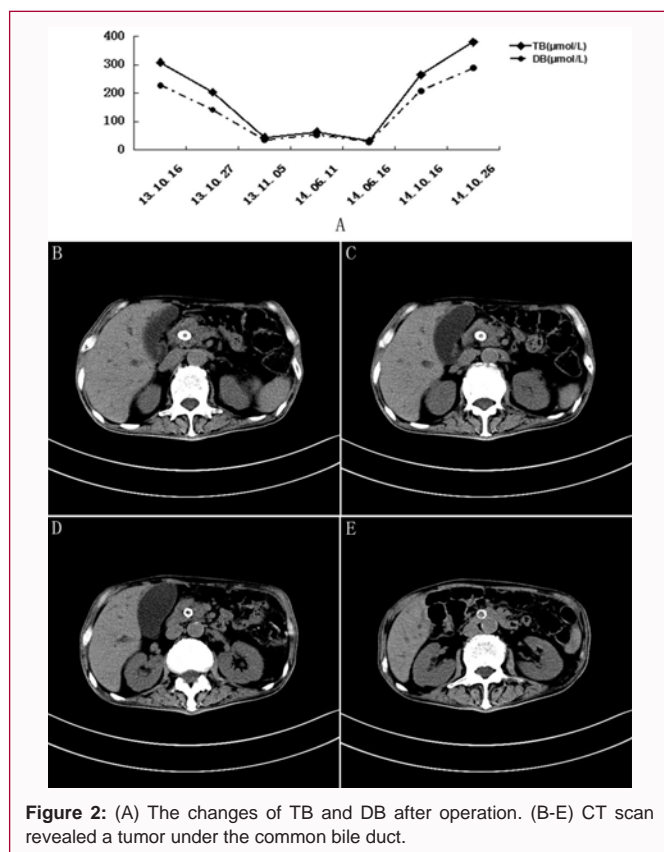 400
300
200
100
0
TB(μmol/L)
DB(μmol/L)
13. 10. 16
13. 10. 27
13. 11. 05
14. 06. 11
14. 06. 16
14. 10. 16
14. 10. 26
A
B
C
D
E
Figure 2: (A) The changes of TB and DB after operation. (B-E) CT scan
revealed a tumor under the common bile duct.